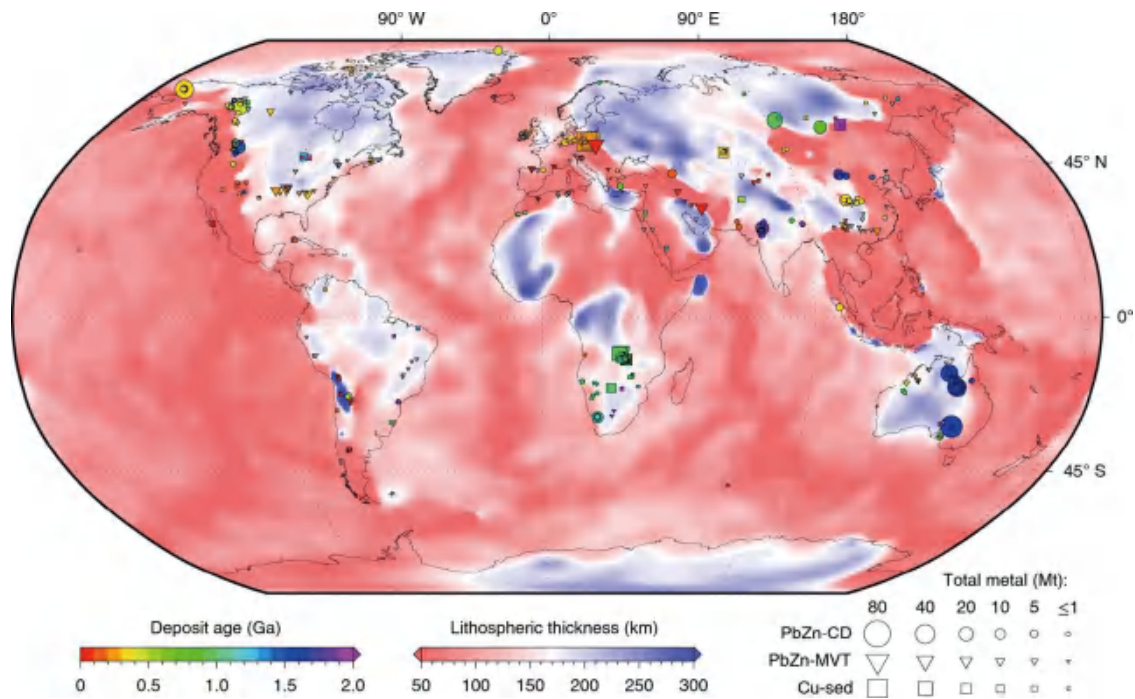 90° W 0° 90° E 180°
45° N
0°
45° S
Deposit age (Ga)
0 0.5 1.0 1.5 2.0
Lithospheric thickness (km)
50 100 150 200 250 300
Total metal (Mt):
80 40 20 10 5 ≤1
PbZn-CD
PbZn-MVT
Cu-sed